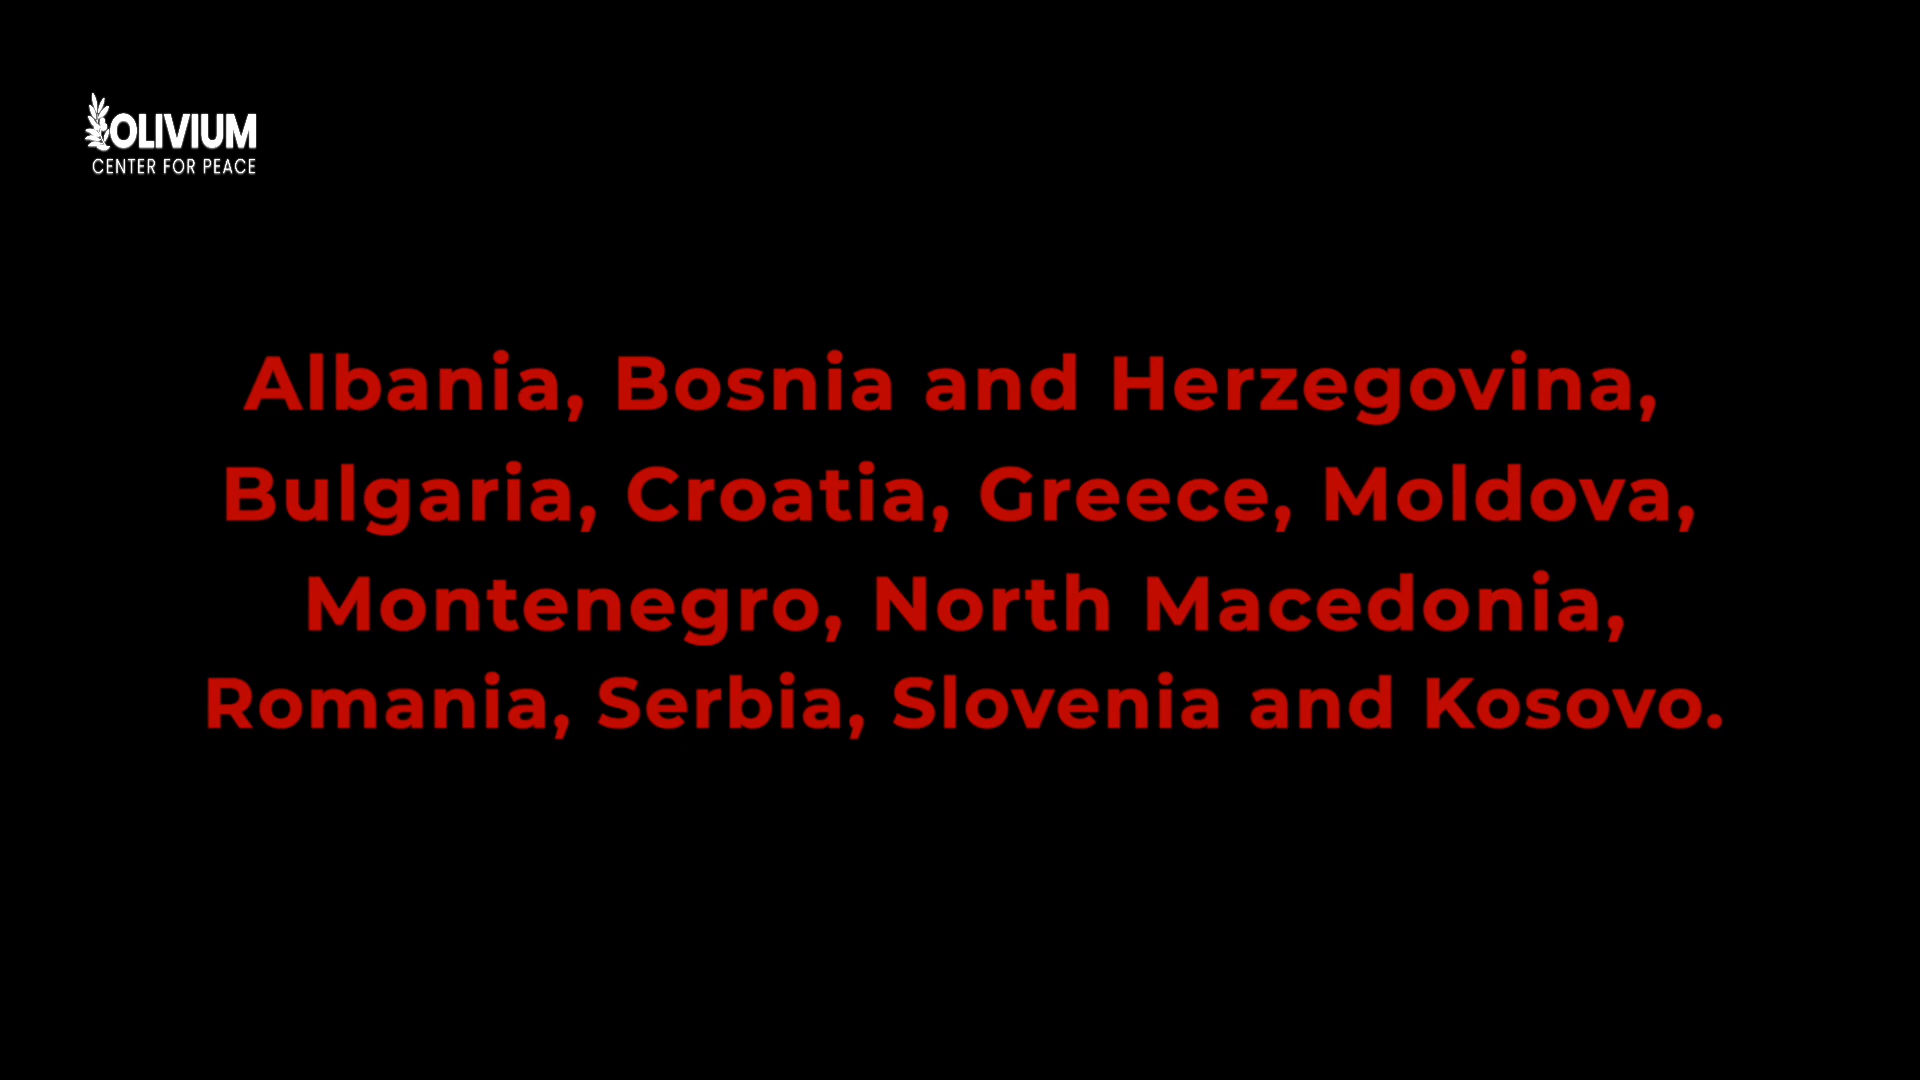 OLIVIUM
CENTER FOR PEACE
Albania, Bosnia and Herzegovina,
Bulgaria, Croatia, Greece, Moldova,
Montenegro, North Macedonia,
Romania, Serbia, Slovenia and Kosovo.